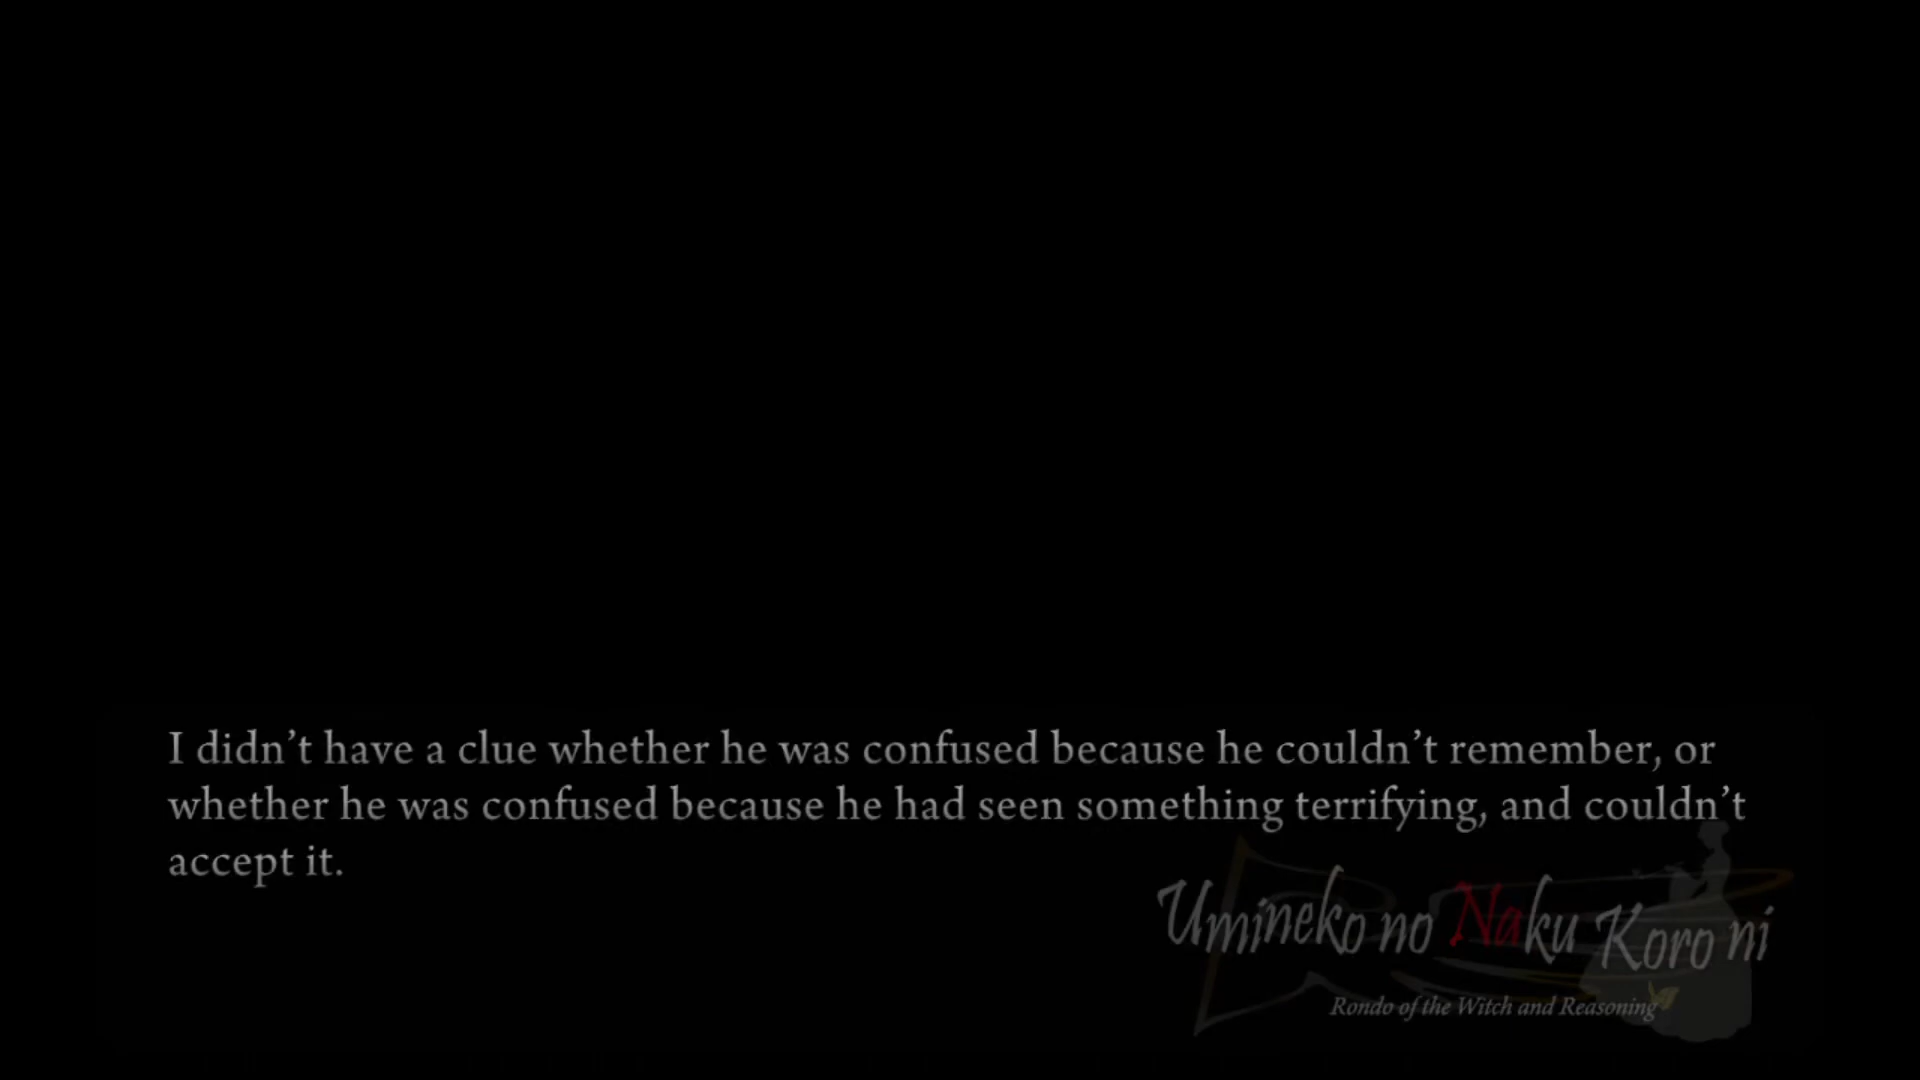 I didn’t have a clue whether he was confused because he couldn’t remember, or
whether he was confused because he had seen something terrifying, and couldn’t
accept it.
Umineko no Naku Koro ni
Rondo of the Witch and Reasoning